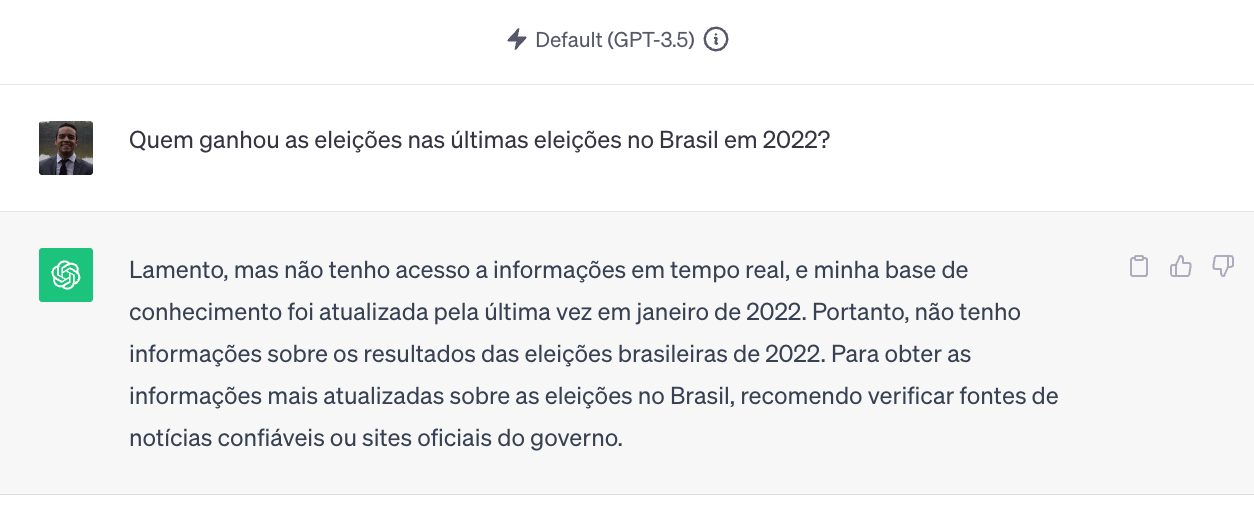 Default (GPT-3.5)
Quem ganhou as eleições nas últimas eleições no Brasil em 2022?
Lamento, mas não tenho acesso a informações em tempo real, e minha base de
conhecimento foi atualizada pela última vez em janeiro de 2022. Portanto, não tenho
informações sobre os resultados das eleições brasileiras de 2022. Para obter as
informações mais atualizadas sobre as eleições no Brasil, recomendo verificar fontes de
notícias confiáveis ou sites oficiais do governo.